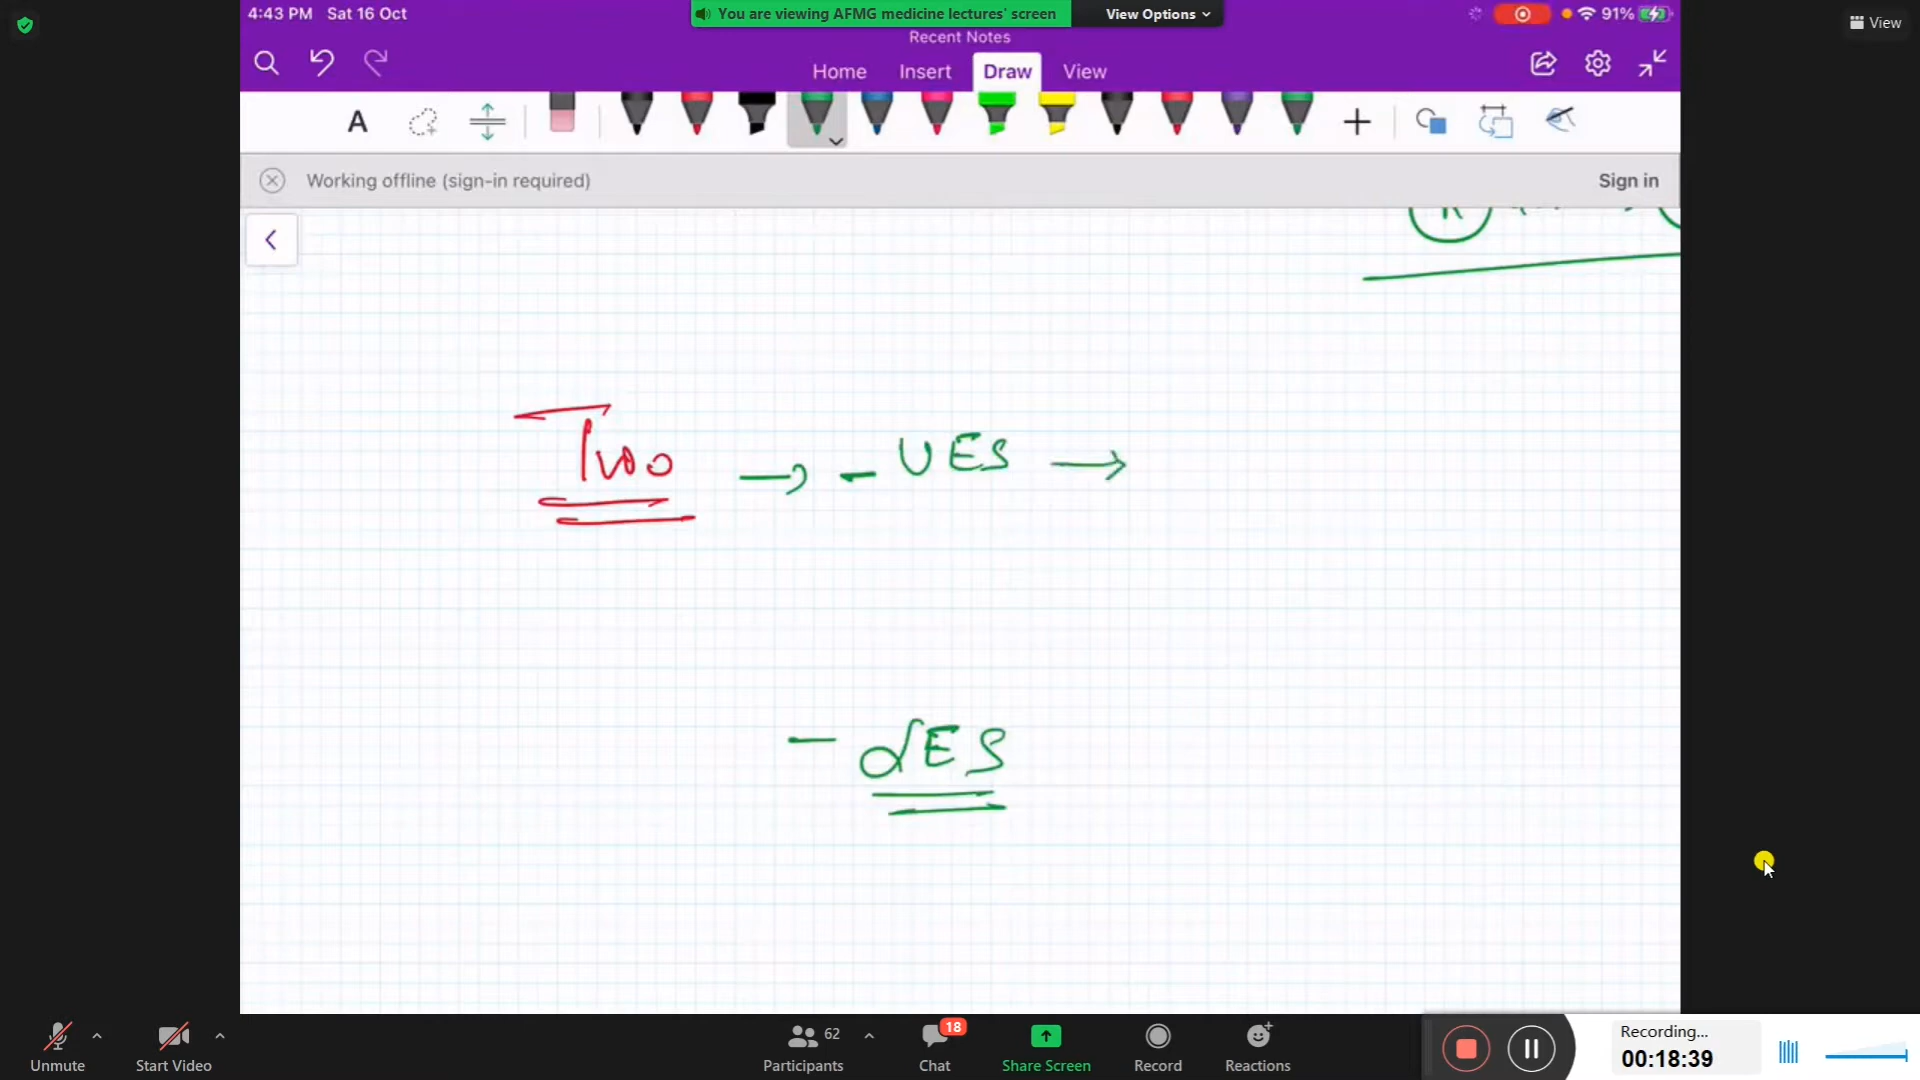 4:43 PM Sat 16 Oct
You are viewing AFMG medicine lectures' screen
View Options
91%
View
Recent Notes
Home Insert Draw View
A
Working offline (sign-in required)
Sign in
Two → - UES →
- LES
Unmute
Start Video
62
Participants
18
Chat
Share Screen
Record
Reactions
Recording...
00:18:39